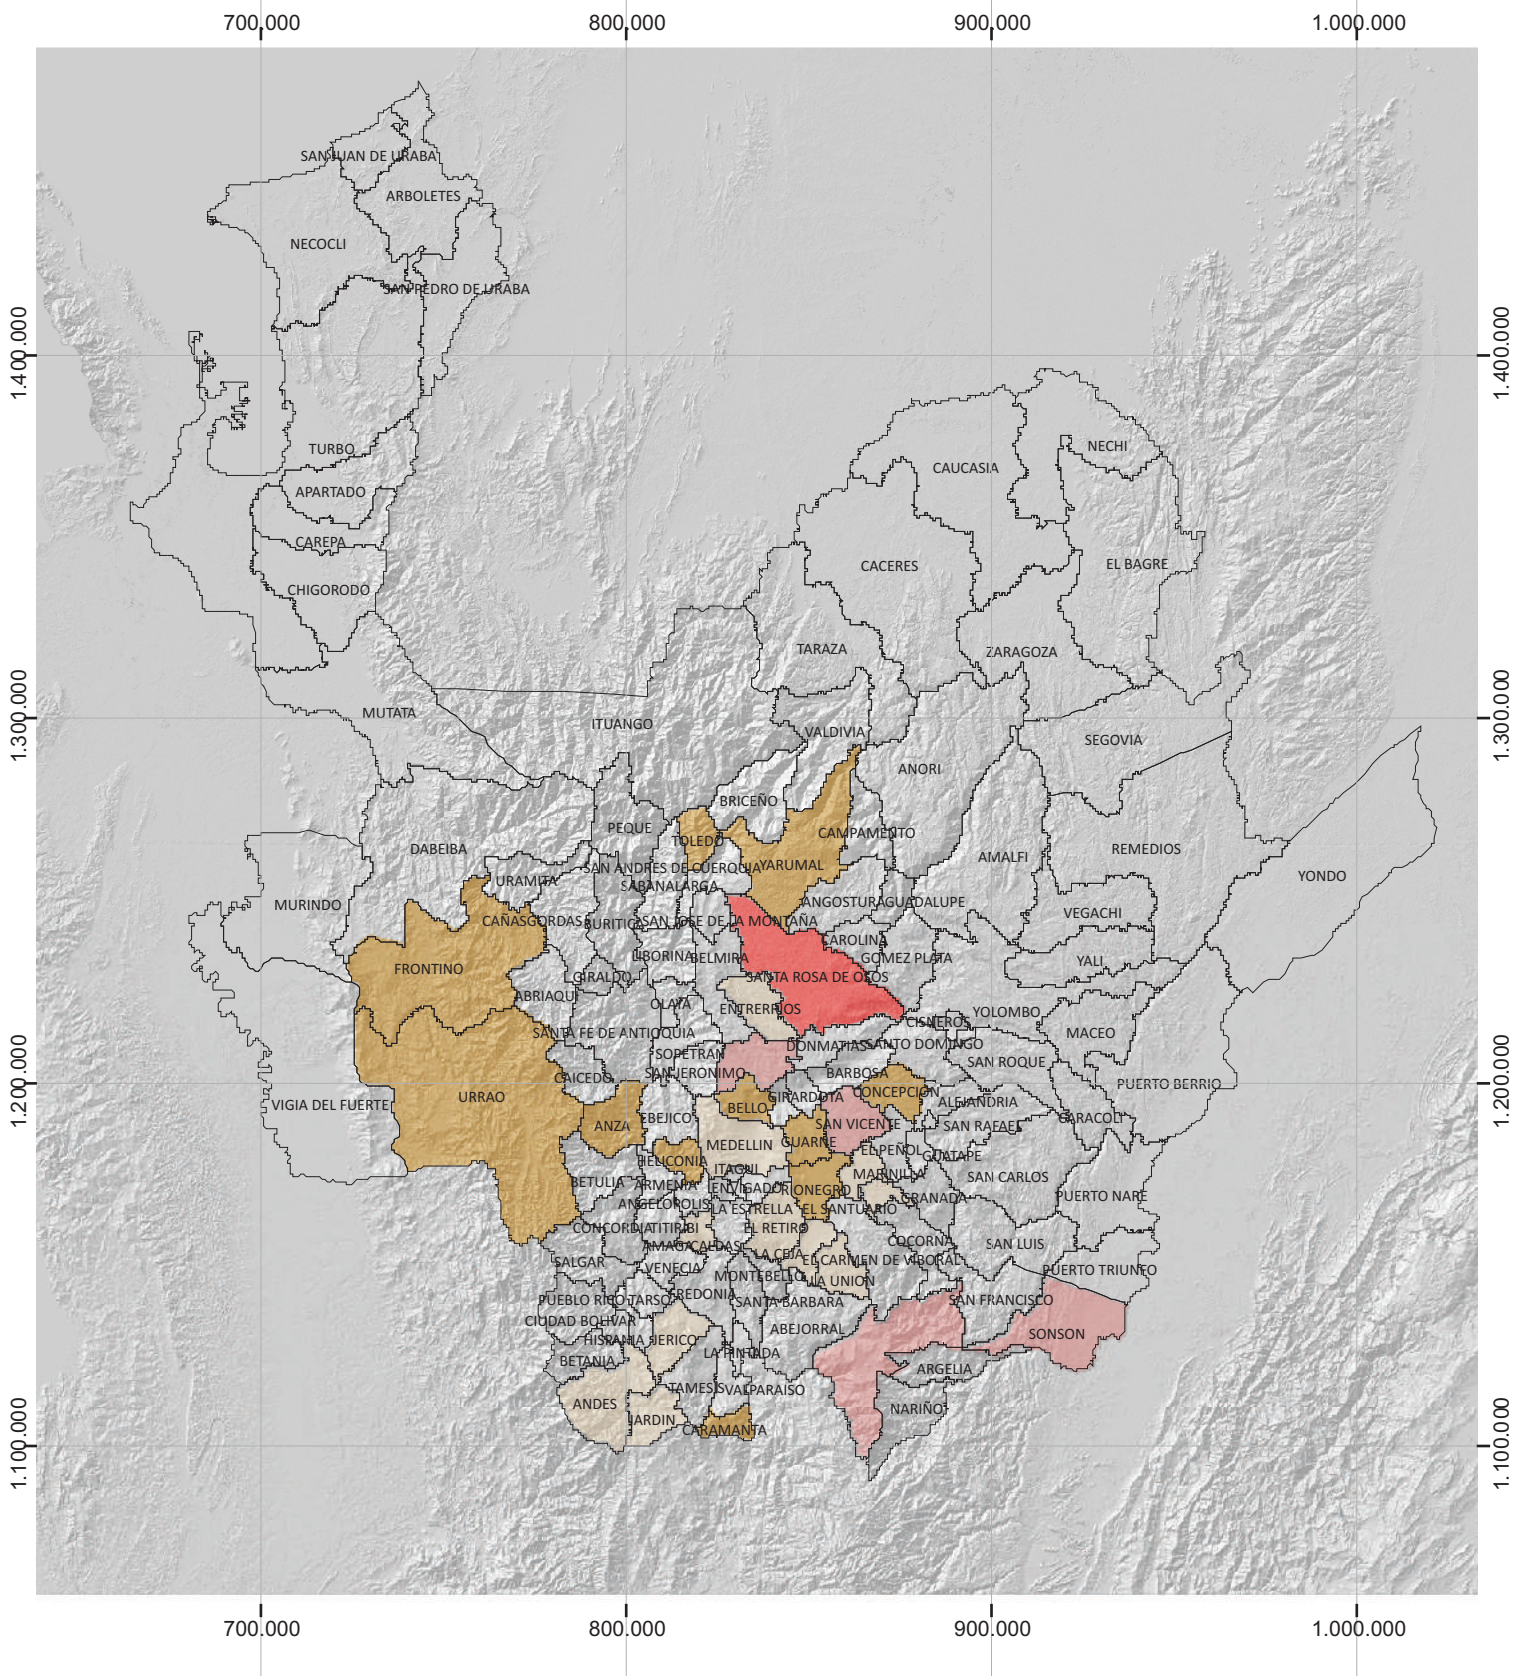 700.000 800.000 900.000 1.000.000
SAN JUAN DE URABA
ARBOLETES
NECOCLI
SAN PEDRO DE URABA
1.400.000 1.400.000
TURBO NECHI
CAUCASIA
APARTADO
CAREPA
CACERES EL BAGRE
CHIGORODO
TARAZA ZARAGOZA
MUTATA
1.300.000 1.300.000
ITUANGO
VALDIVIA
SEGOVIA
ANORI
BRICEÑO
PEQUE CAMPAMENTO
TOLEDO
DABEIBA AMALFI REMEDIOS
SAN ANDRES DE CUERQUIA YARUMAL
YONDO
URAMITA SABANALARGA
MURINDO ANGOSTURA GUADALUPE
VEGACHI
CAÑASGORDAS BURITICA SAN JOSE DE LA MONTAÑA
CAROLINA
LIBORINA BELMIRA GOMEZ PLATA
YALI
FRONTINO
GIRALDO SANTA ROSA DE OSOS
ABRIAQUI
OLAYA ENTRERRIOS YOLOMBO
CISNEROS
SANTA FE DE ANTIOQUIA MACEO
DONMATIAS SANTO DOMINGO
SOPETRAN
SAN ROQUE
CAICEDO SAN JERONIMO BARBOSA
1.200.000 PUERTO BERRIO 1.200.000
URRAO GIRARDOTA CONCEPCION
VIGIA DEL FUERTE BELLO ALEJANDRIA
EBEJICO CARACOLI
ANZA SAN VICENTE SAN RAFAEL
MEDELLIN GUARNE
EL PEÑOL GUATAPE
HELICONIA
ITAGUI MARINILLA SAN CARLOS
BETULIA ARMENIA ENVIGADO RIONEGRO
GRANADA PUERTO NARE
ANGELOPOLIS LA ESTRELLA EL SANTUARIO
CONCORDIA TITIRIBI EL RETIRO
COCORNA SAN LUIS
AMAGA CALDAS LA CEJA
SALGAR EL CARMEN DE VIBORAL
VENECIA PUERTO TRIUNFO
MONTEBELLO LA UNION
FREDONIA
PUEBLO RICO TARSO SANTA BARBARA SAN FRANCISCO
CIUDAD BOLIVAR
ABEJORRAL SONSON
HISPANIA JERICO
LA PINTADA
BETANIA
ARGELIA
TAMESIS VALPARAISO
ANDES
NARIÑO
JARDIN
CARAMANTA
1.100.000 1.100.000
700.000 800.000 900.000 1.000.000